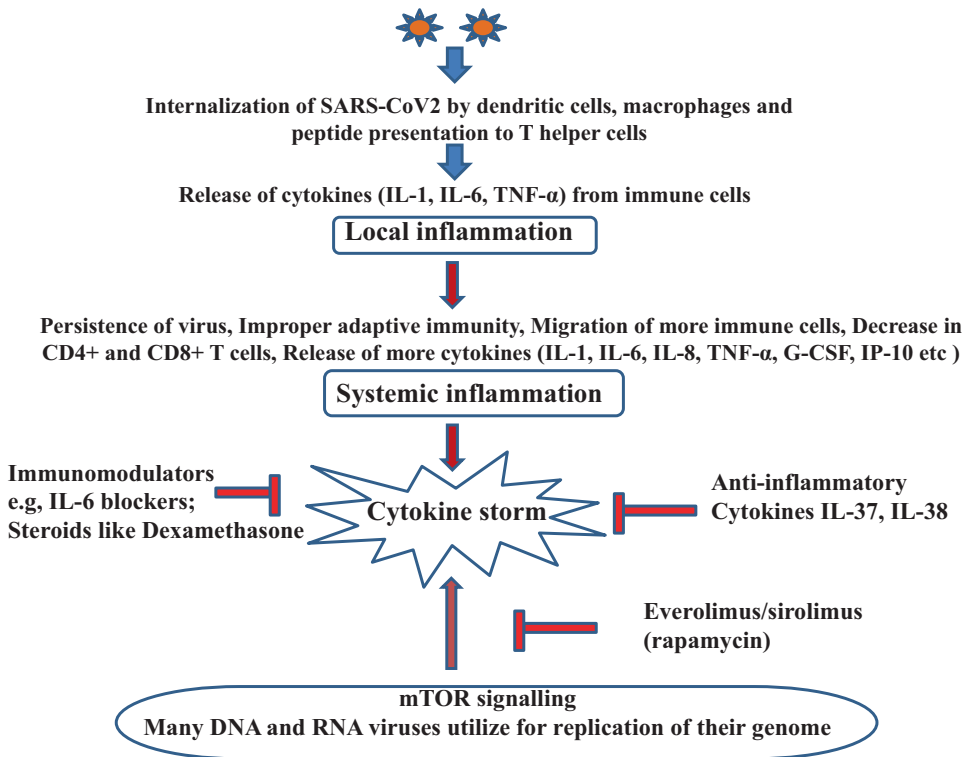 Internalization of SARS-CoV2 by dendritic cells, macrophages and
peptide presentation to T helper cells
Release of cytokines (IL-1, IL-6, TNF-α) from immune cells
Local inflammation
Persistence of virus, Improper adaptive immunity, Migration of more immune cells, Decrease in
CD4+ and CD8+ T cells, Release of more cytokines (IL-1, IL-6, IL-8, TNF-α, G-CSF, IP-10 etc )
Systemic inflammation
Immunomodulators
e.g, IL-6 blockers;
Steroids like Dexamethasone
Cytokine storm
Anti-inflammatory
Cytokines IL-37, IL-38
Everolimus/sirolimus
(rapamycin)
mTOR signalling
Many DNA and RNA viruses utilize for replication of their genome